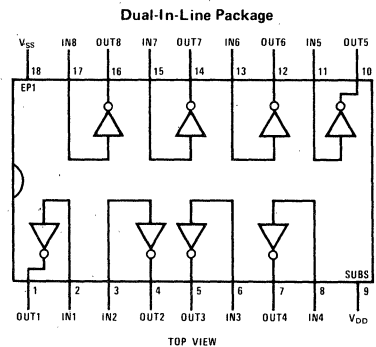 Dual-In-Line Package
VSS IN8 OUT8 IN7 OUT7 IN6 OUT6 IN5 OUT5
18 17 16 15 14 13 12 11 10
EP1
SUBS
1 2 3 4 5 6 7 8 9
OUT1 IN1 IN2 OUT2 OUT3 IN3 OUT4 IN4 VDD
TOP VIEW